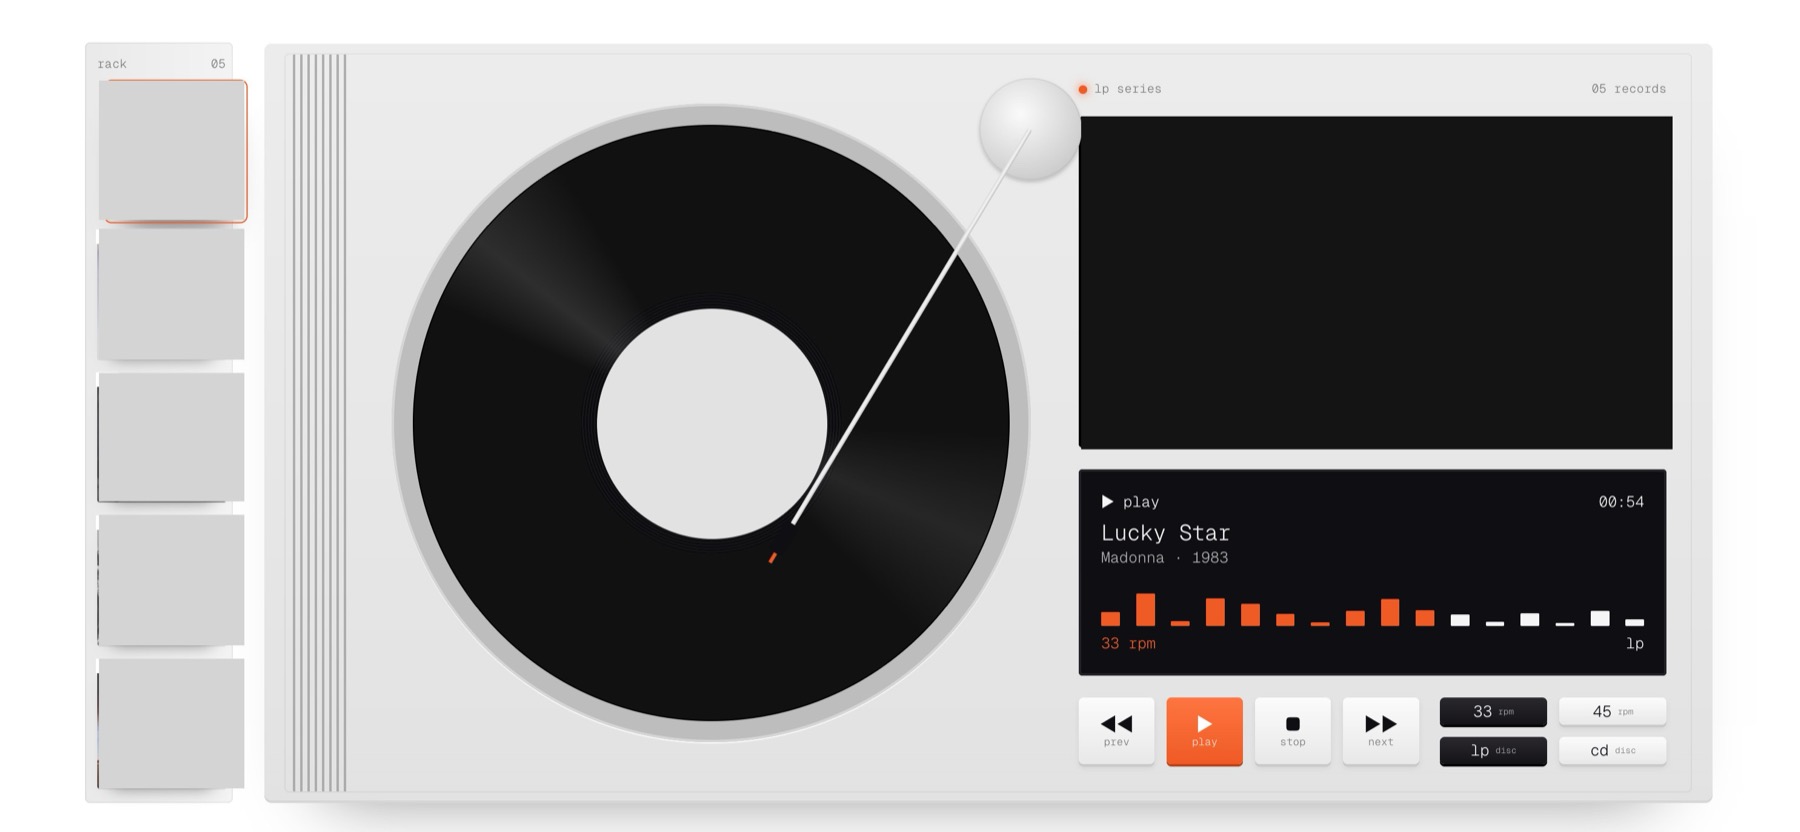 rack 05
lp series 05 records
play 00:54
Lucky Star
Madonna · 1983
33 rpm lp
prev play stop next
33 rpm 45 rpm
lp disc cd disc